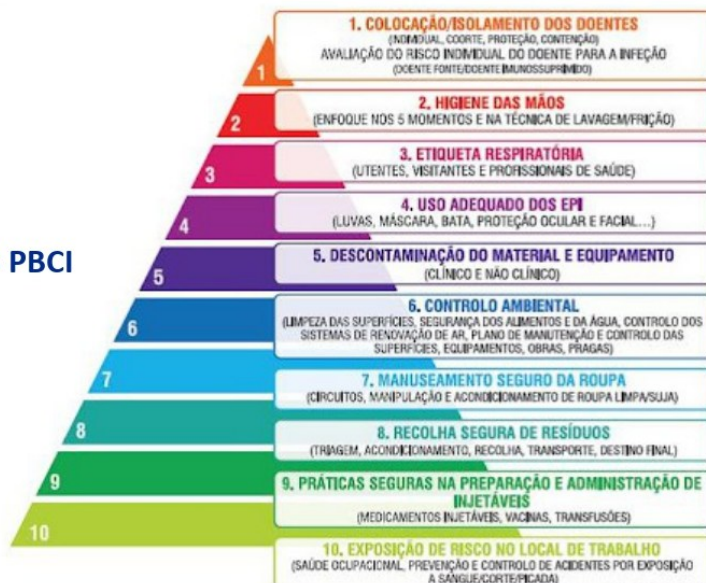 1. COLOCAÇÃO/ISOLAMENTO DOS DOENTES
(INDIVIDUAL, COORTE, PROTEÇÃO, CONTENÇÃO)
AVALIAÇÃO DO RISCO INDIVIDUAL DO DOENTE PARA A INFEÇÃO
(DOENTE FONTE/DOENTE IMUNOSSUPRIMIDO)
1
2. HIGIENE DAS MÃOS
(ENFOQUE NOS 5 MOMENTOS E NA TÉCNICA DE LAVAGEM/FRIÇÃO)
2
3. ETIQUETA RESPIRATÓRIA
(UTENTES, VISITANTES E PROFISSIONAIS DE SAÚDE)
3
4. USO ADEQUADO DOS EPI
(LUVAS, MÁSCARA, BATA, PROTEÇÃO OCULAR E FACIAL...)
4
PBCI
5. DESCONTAMINAÇÃO DO MATERIAL E EQUIPAMENTO
(CLÍNICO E NÃO CLÍNICO)
5
6. CONTROLO AMBIENTAL
(LIMPEZA DAS SUPERFÍCIES, SEGURANÇA DOS ALIMENTOS E DA ÁGUA, CONTROLO DOS
SISTEMAS DE RENOVAÇÃO DE AR, PLANO DE MANUTENÇÃO E CONTROLO DAS
SUPERFÍCIES, EQUIPAMENTOS, OBRAS, PRAGAS)
6
7. MANUSEAMENTO SEGURO DA ROUPA
(CIRCUITOS, MANIPULAÇÃO E ACONDICIONAMENTO DE ROUPA LIMPA/SUJA)
7
8. RECOLHA SEGURA DE RESÍDUOS
(TRIAGEM, ACONDICIONAMENTO, RECOLHA, TRANSPORTE, DESTINO FINAL)
8
9. PRÁTICAS SEGURAS NA PREPARAÇÃO E ADMINISTRAÇÃO DE
INJETÁVEIS
(MEDICAMENTOS INJETÁVEIS, VACINAS, TRANSFUSÕES)
9
10. EXPOSIÇÃO DE RISCO NO LOCAL DE TRABALHO
(SAÚDE OCUPACIONAL, PREVENÇÃO E CONTROLO DE ACIDENTES POR EXPOSIÇÃO
A SANGUE/CORTE/PICADA)
10